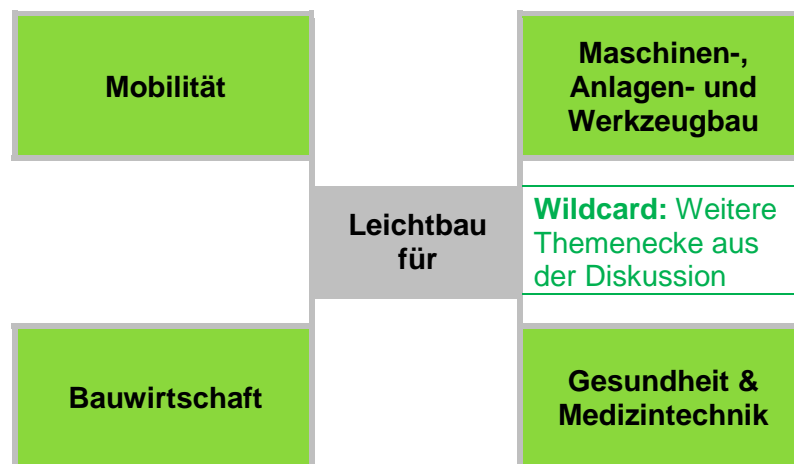 Mobilität
Maschinen-,
Anlagen- und
Werkzeugbau
Leichtbau
für
Wildcard: Weitere
Themenecke aus
der Diskussion
Bauwirtschaft
Gesundheit &
Medizintechnik